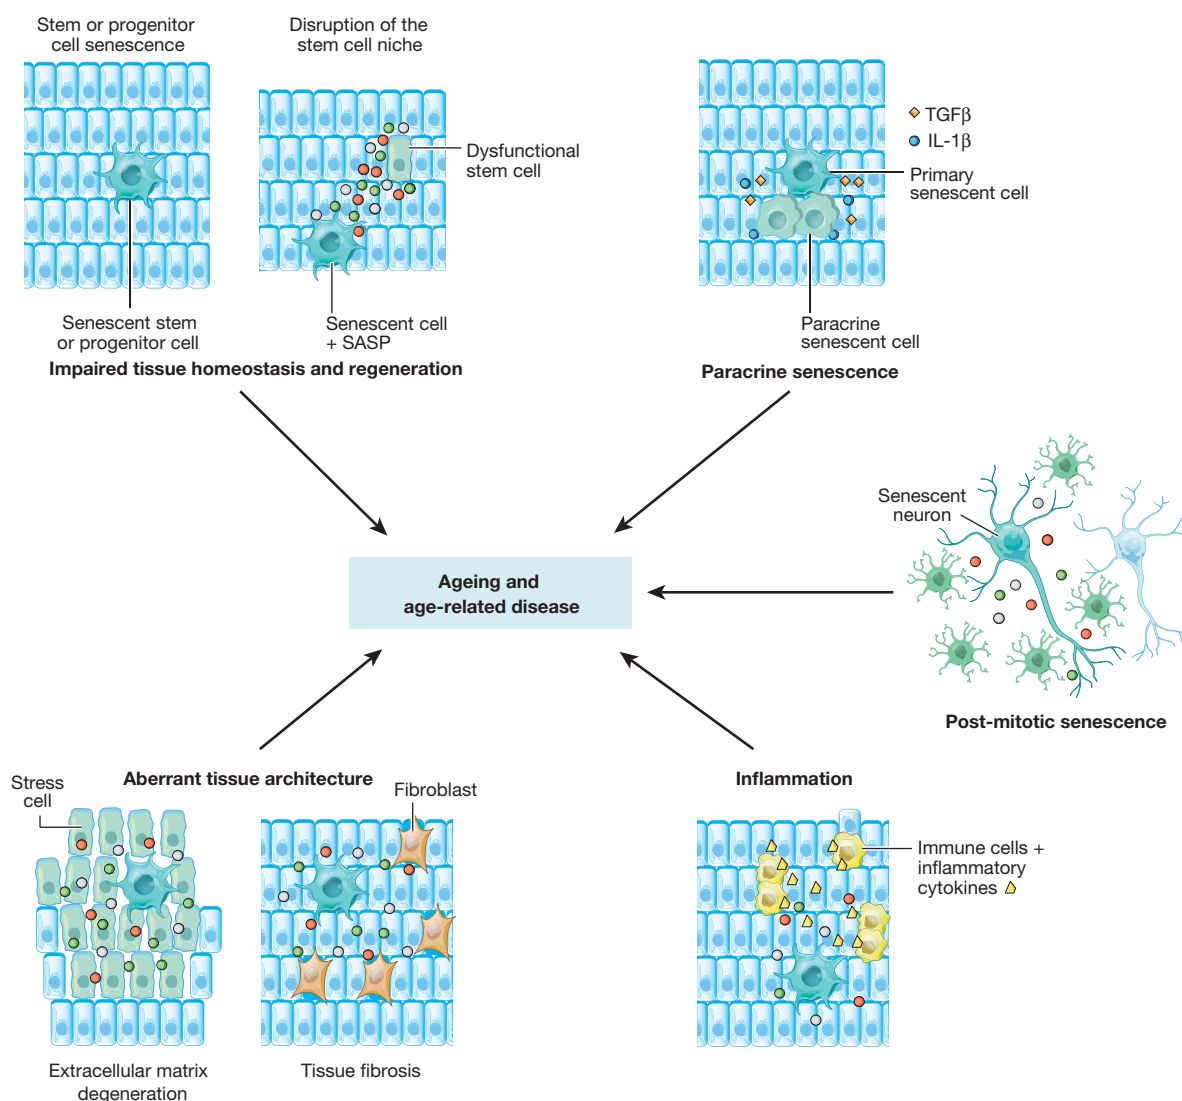 Stem or progenitor
cell senescence
Disruption of the
stem cell niche
Dysfunctional
stem cell
Senescent stem
or progenitor cell
Senescent cell
+ SASP
Impaired tissue homeostasis and regeneration
TGFβ
IL-1β
Primary
senescent cell
Paracrine
senescent cell
Paracrine senescence
Senescent
neuron
Post-mitotic senescence
Ageing and
age-related disease
Aberrant tissue architecture
Stress
cell
Fibroblast
Extracellular matrix
degeneration
Tissue fibrosis
Inflammation
Immune cells +
inflammatory
cytokines